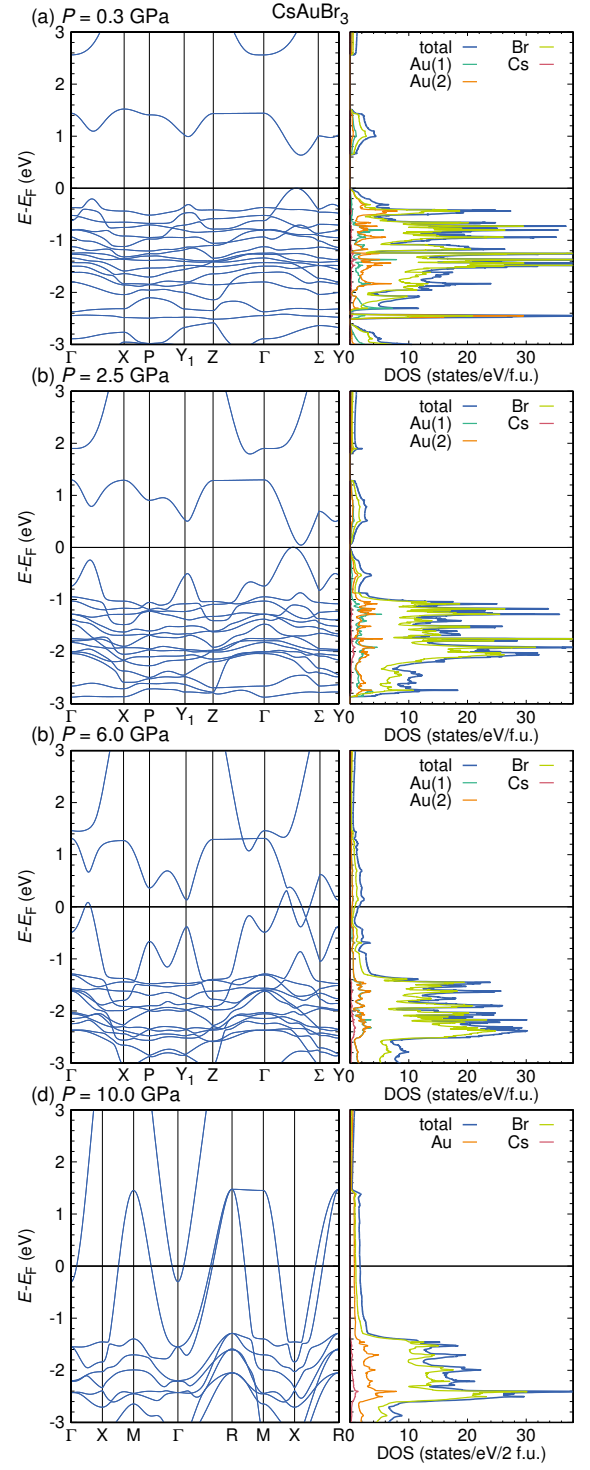 CsAuBr3
(a) P = 0.3 GPa
3
2
1
0
-1
-2
-3
E-EF (eV)
Γ X P Y1 Z Γ Σ Y
total Br
Au(1) Cs
Au(2)
0 10 20 30
DOS (states/eV/f.u.)
(b) P = 2.5 GPa
3
2
1
0
-1
-2
-3
E-EF (eV)
Γ X P Y1 Z Γ Σ Y
total Br
Au(1) Cs
Au(2)
0 10 20 30
DOS (states/eV/f.u.)
(b) P = 6.0 GPa
3
2
1
0
-1
-2
-3
E-EF (eV)
Γ X P Y1 Z Γ Σ Y
total Br
Au(1) Cs
Au(2)
0 10 20 30
DOS (states/eV/f.u.)
(d) P = 10.0 GPa
3
2
1
0
-1
-2
-3
E-EF (eV)
Γ X M Γ R M X R
total Br
Au Cs
0 10 20 30
DOS (states/eV/2 f.u.)